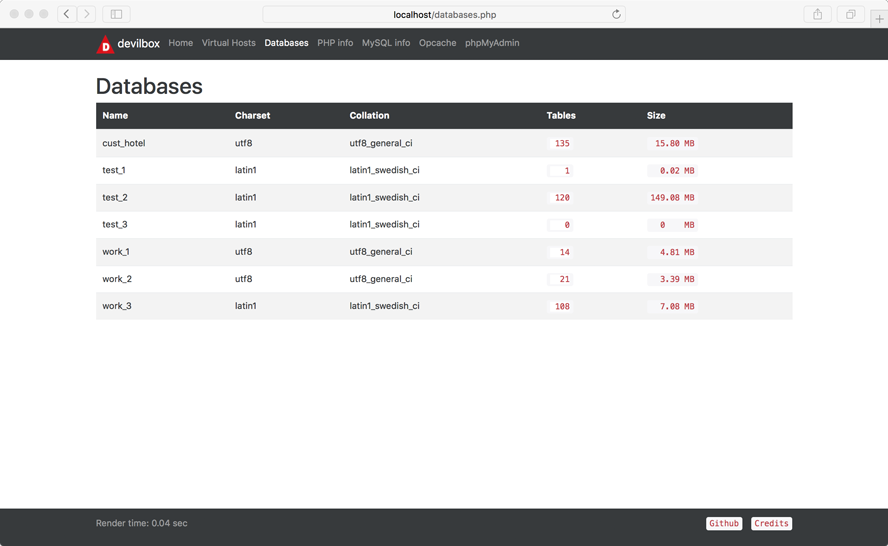 localhost/databases.php
D devilbox Home Virtual Hosts Databases PHP info MySQL info Opcache phpMyAdmin
Databases
Name Charset Collation Tables Size
cust_hotel utf8 utf8_general_ci 135 15.80 MB
test_1 latin1 latin1_swedish_ci 1 0.02 MB
test_2 latin1 latin1_swedish_ci 120 149.08 MB
test_3 latin1 latin1_swedish_ci 0 0 MB
work_1 utf8 utf8_general_ci 14 4.81 MB
work_2 utf8 utf8_general_ci 21 3.39 MB
work_3 latin1 latin1_swedish_ci 108 7.08 MB
Render time: 0.04 sec Github Credits